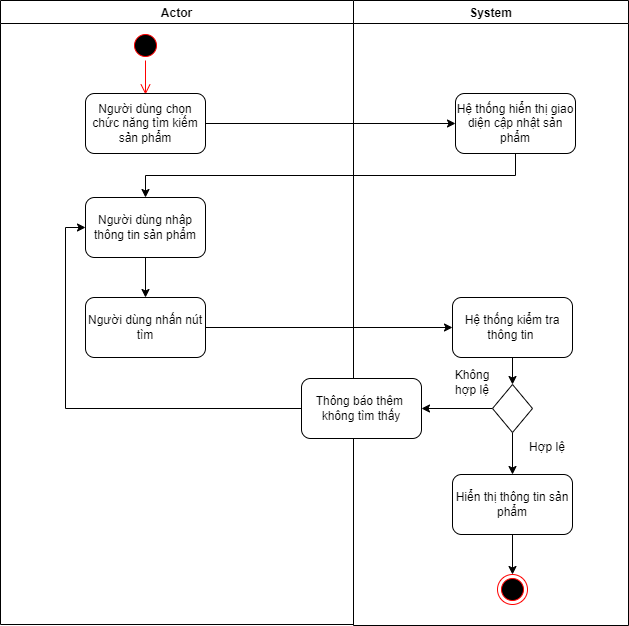 Actor
System
Người dùng chọn
chức năng tìm kiếm
sản phẩm
Hệ thống hiển thị giao
diện cập nhật sản
phẩm
Người dùng nhập
thông tin sản phẩm
Người dùng nhấn nút
tìm
Hệ thống kiểm tra
thông tin
Không
hợp lệ
Thông báo thêm
không tìm thấy
Hợp lệ
Hiển thị thông tin sản
phẩm